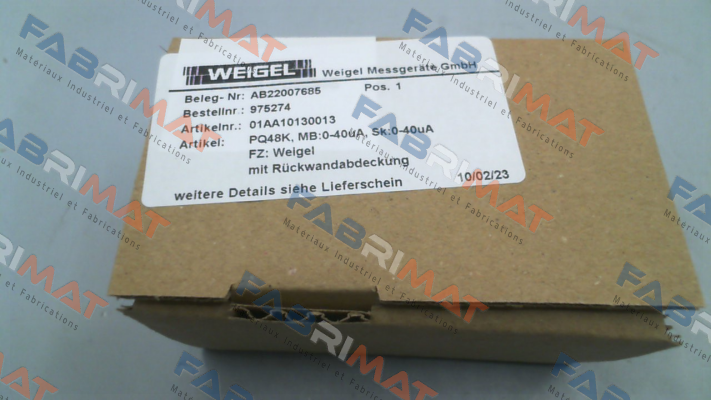 WEIGEL Weigel Messgeräte GmbH
Beleg- Nr: AB22007685 Pos. 1
Bestellnr.: 975274
Artikelnr.: 01AA10130013
Artikel: PQ48K, MB:0-40uA, Sk:0-40uA
FZ: Weigel
mit Rückwandabdeckung
weitere Details siehe Lieferschein 10/02/23
FABRIMAT
Materiaux Industriel et Fabrications